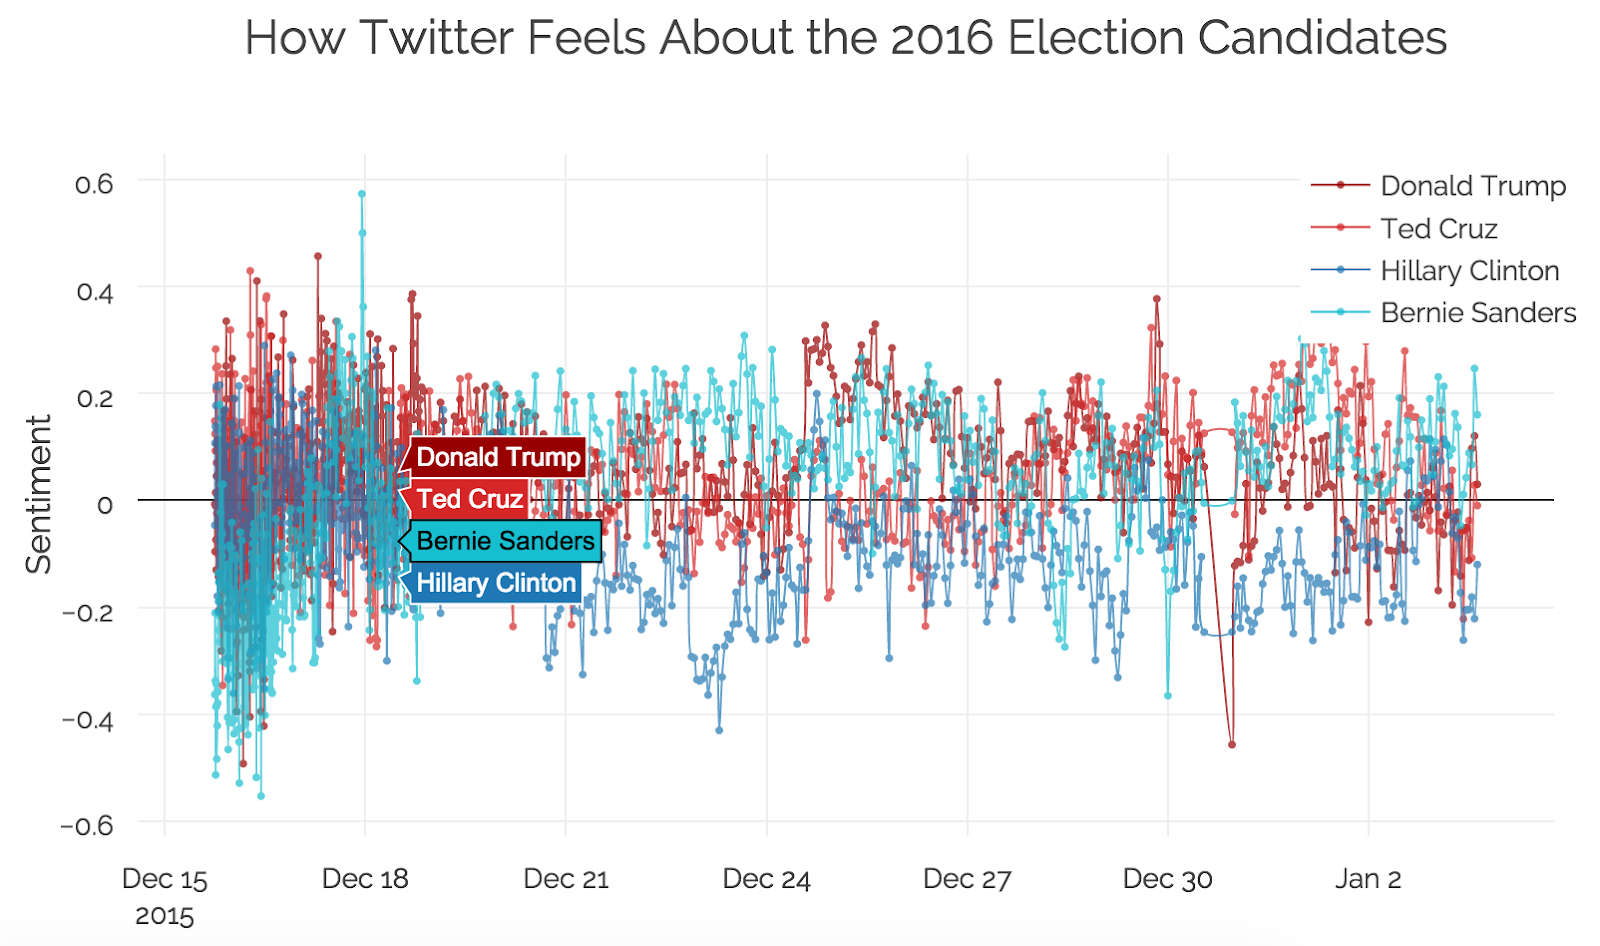 How Twitter Feels About the 2016 Election Candidates
0.6
0.4
0.2
0
−0.2
−0.4
−0.6
Sentiment
Donald Trump
Ted Cruz
Hillary Clinton
Bernie Sanders
Donald Trump
Ted Cruz
Bernie Sanders
Hillary Clinton
Dec 15
2015
Dec 18
Dec 21
Dec 24
Dec 27
Dec 30
Jan 2